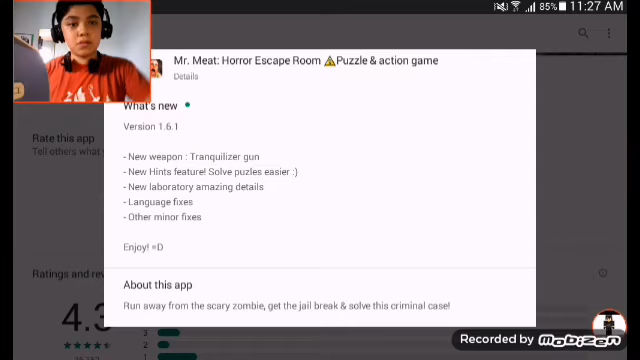 85% 11:27 AM
Mr. Meat: Horror Escape Room ⚠Puzzle & action game
Details
What's new
Version 1.6.1
Rate this app
Tell others what
- New weapon : Tranquilizer gun
- New Hints feature! Solve puzles easier :)
- New laboratory amazing details
- Language fixes
- Other minor fixes
Enjoy! =D
Ratings and rev
About this app
Run away from the scary zombie, get the jail break & solve this criminal case!
4.3
3
2
1
Recorded by Mobizen